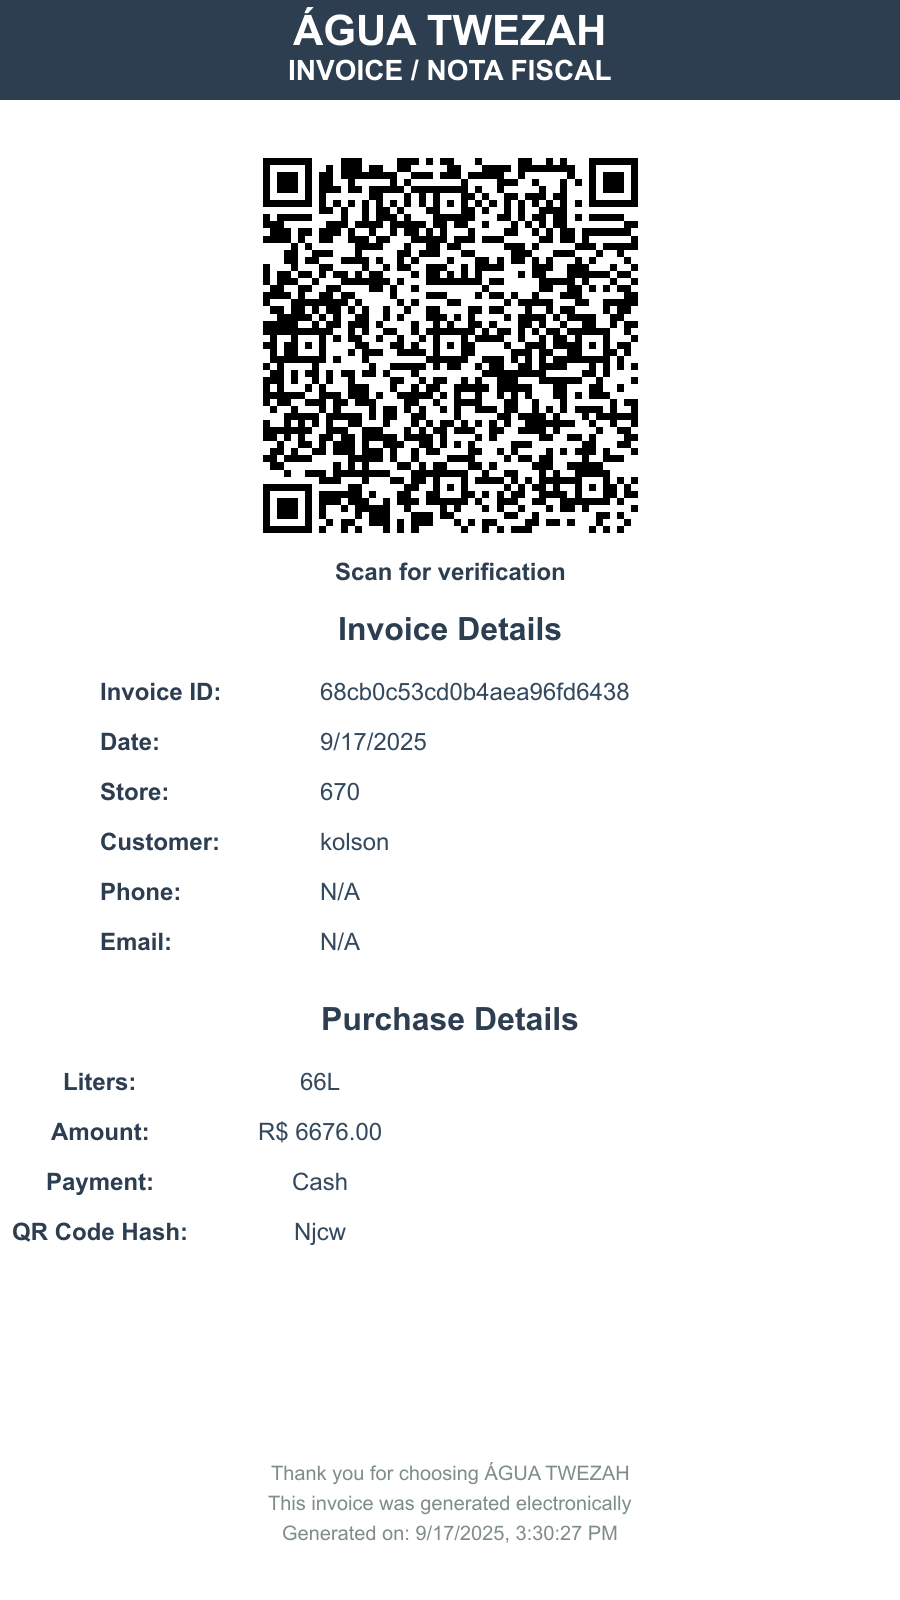 ÁGUA TWEZAH
INVOICE / NOTA FISCAL
Scan for verification
Invoice Details
Invoice ID: 68cb0c53cd0b4aea96fd6438
Date: 9/17/2025
Store: 670
Customer: kolson
Phone: N/A
Email: N/A
Purchase Details
Liters: 66L
Amount: R$ 6676.00
Payment: Cash
QR Code Hash: Njcw
Thank you for choosing ÁGUA TWEZAH
This invoice was generated electronically
Generated on: 9/17/2025, 3:30:27 PM